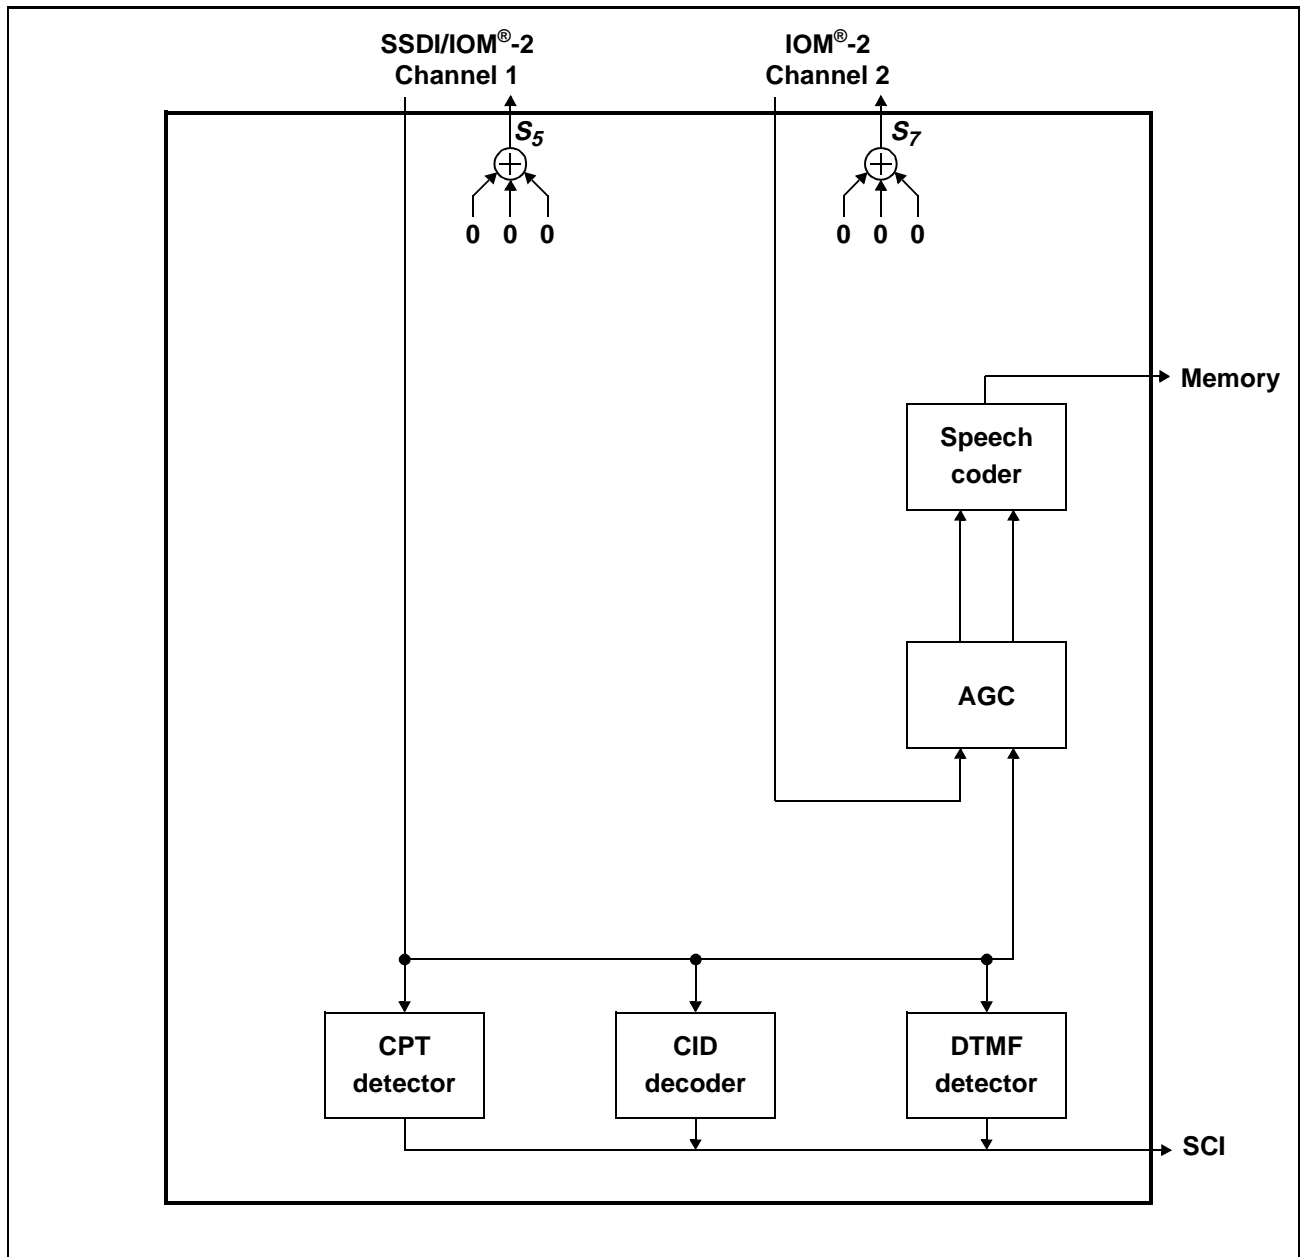 SSDI/IOM®-2
Channel 1
IOM®-2
Channel 2
S5
S7
0 0 0
0 0 0
Memory
Speech
coder
AGC
CPT
detector
CID
decoder
DTMF
detector
SCI